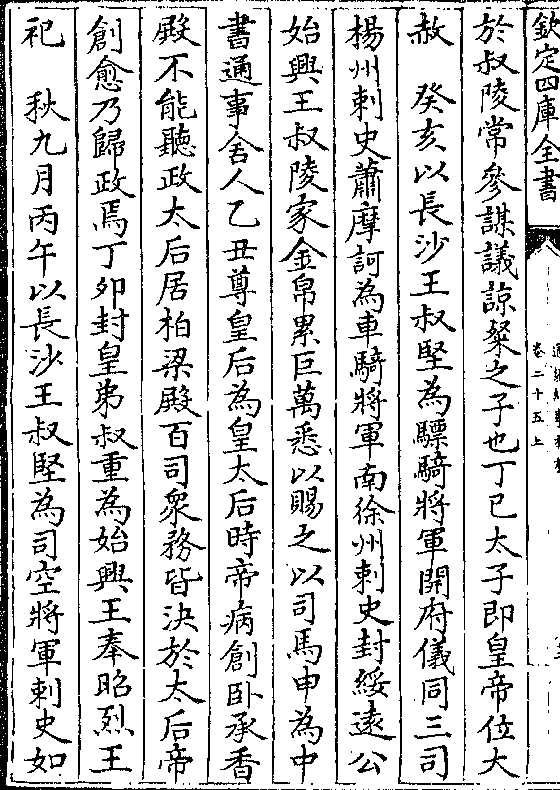 欽定四庫全書
卷二十五上
於叔陵常參謀議諒粲之子也丁巳太子即皇帝位大
赦　癸亥以長沙王叔堅為驃騎將軍開府儀同三司
楊州刺史蕭摩訶為車騎將軍南徐州刺史封綏遠公
始興王叔陵家金帛累巨萬悉以賜之以司馬申為中
書通事舍人乙丑尊皇后為皇太后時帝病創卧承香
殿不能聽政太后居柏梁殿百司衆務皆決於太后帝
創愈乃歸政焉丁卯封皇弟叔重為始興王奉昭烈王
祀　秋九月丙午以長沙王叔堅為司空將軍刺史如